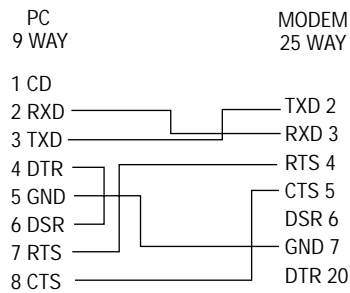 PC
9 WAY
MODEM
25 WAY
1 CD
2 RXD
3 TXD
4 DTR
5 GND
6 DSR
7 RTS
8 CTS
TXD 2
RXD 3
RTS 4
CTS 5
DSR 6
GND 7
DTR 20